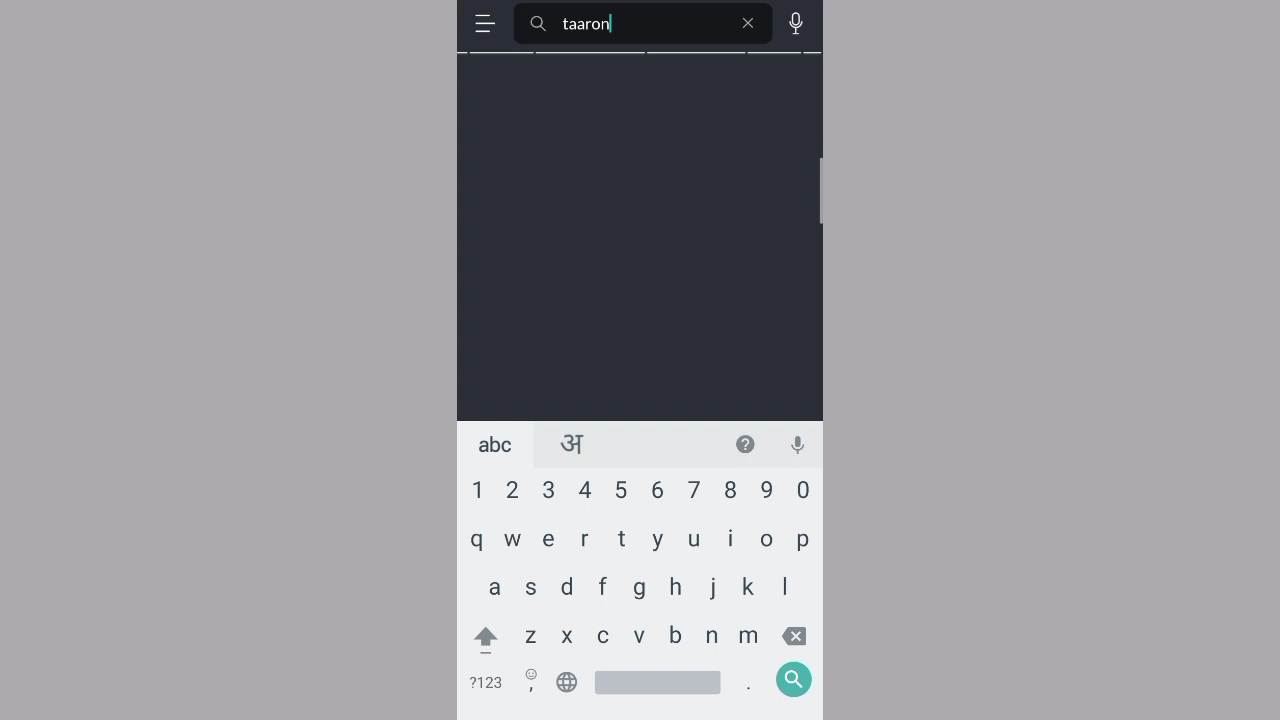 taaron
abc अ ?
1 2 3 4 5 6 7 8 9 0
q w e r t y u i o p
a s d f g h j k l
z x c v b n m
?123 , .